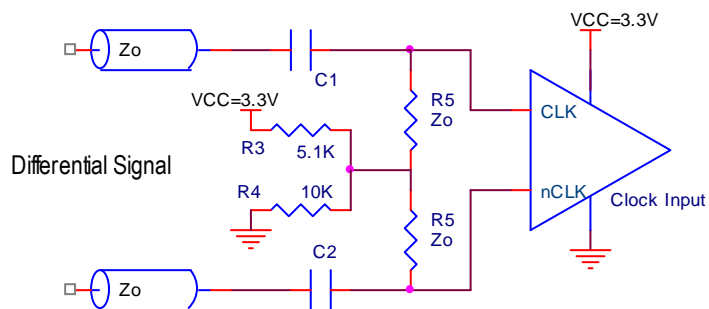 Zo
C1
VCC=3.3V
VCC=3.3V
R3
5.1K
R5
Zo
CLK
Differential Signal
R4
10K
nCLK
Clock Input
R5
Zo
C2
Zo